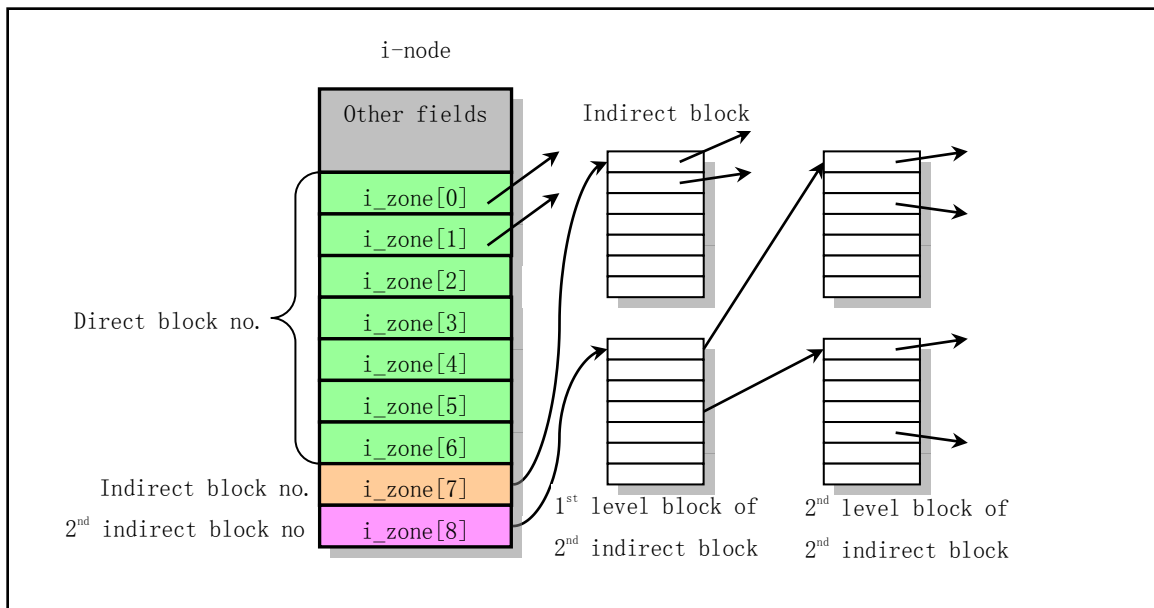 i-node
Other fields
Indirect block
i_zone[0]
i_zone[1]
i_zone[2]
i_zone[3]
Direct block no.
i_zone[4]
i_zone[5]
i_zone[6]
Indirect block no.
i_zone[7]
2nd indirect block no
i_zone[8]
1st level block of
2nd indirect block
2nd level block of
2nd indirect block